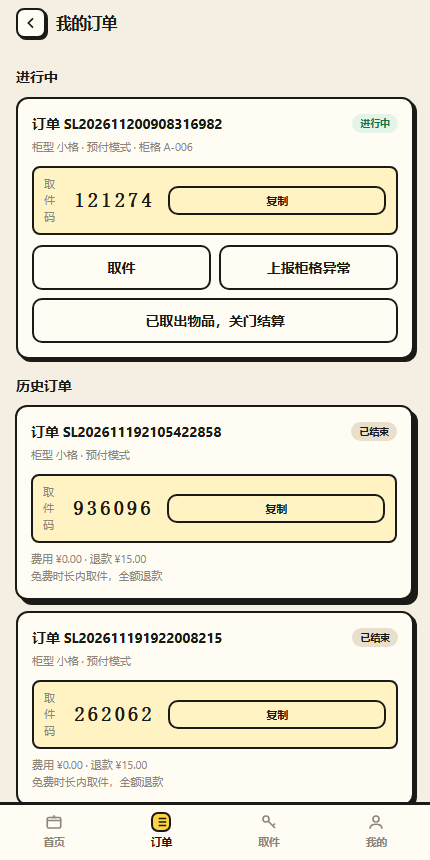 我的订单
进行中
订单 SL202611200908316982
进行中
柜型 小格 · 预付模式 · 柜格 A-006
取件码
121274
复制
取件
上报柜格异常
已取出物品，关门结算
历史订单
订单 SL202611192105422858
已结束
柜型 小格 · 预付模式
取件码
936096
复制
费用 ¥0.00 · 退款 ¥15.00
免费时长内取件，全额退款
订单 SL202611191922008215
已结束
柜型 小格 · 预付模式
取件码
262062
复制
费用 ¥0.00 · 退款 ¥15.00
免费时长内取件，全额退款
首页
订单
取件
我的